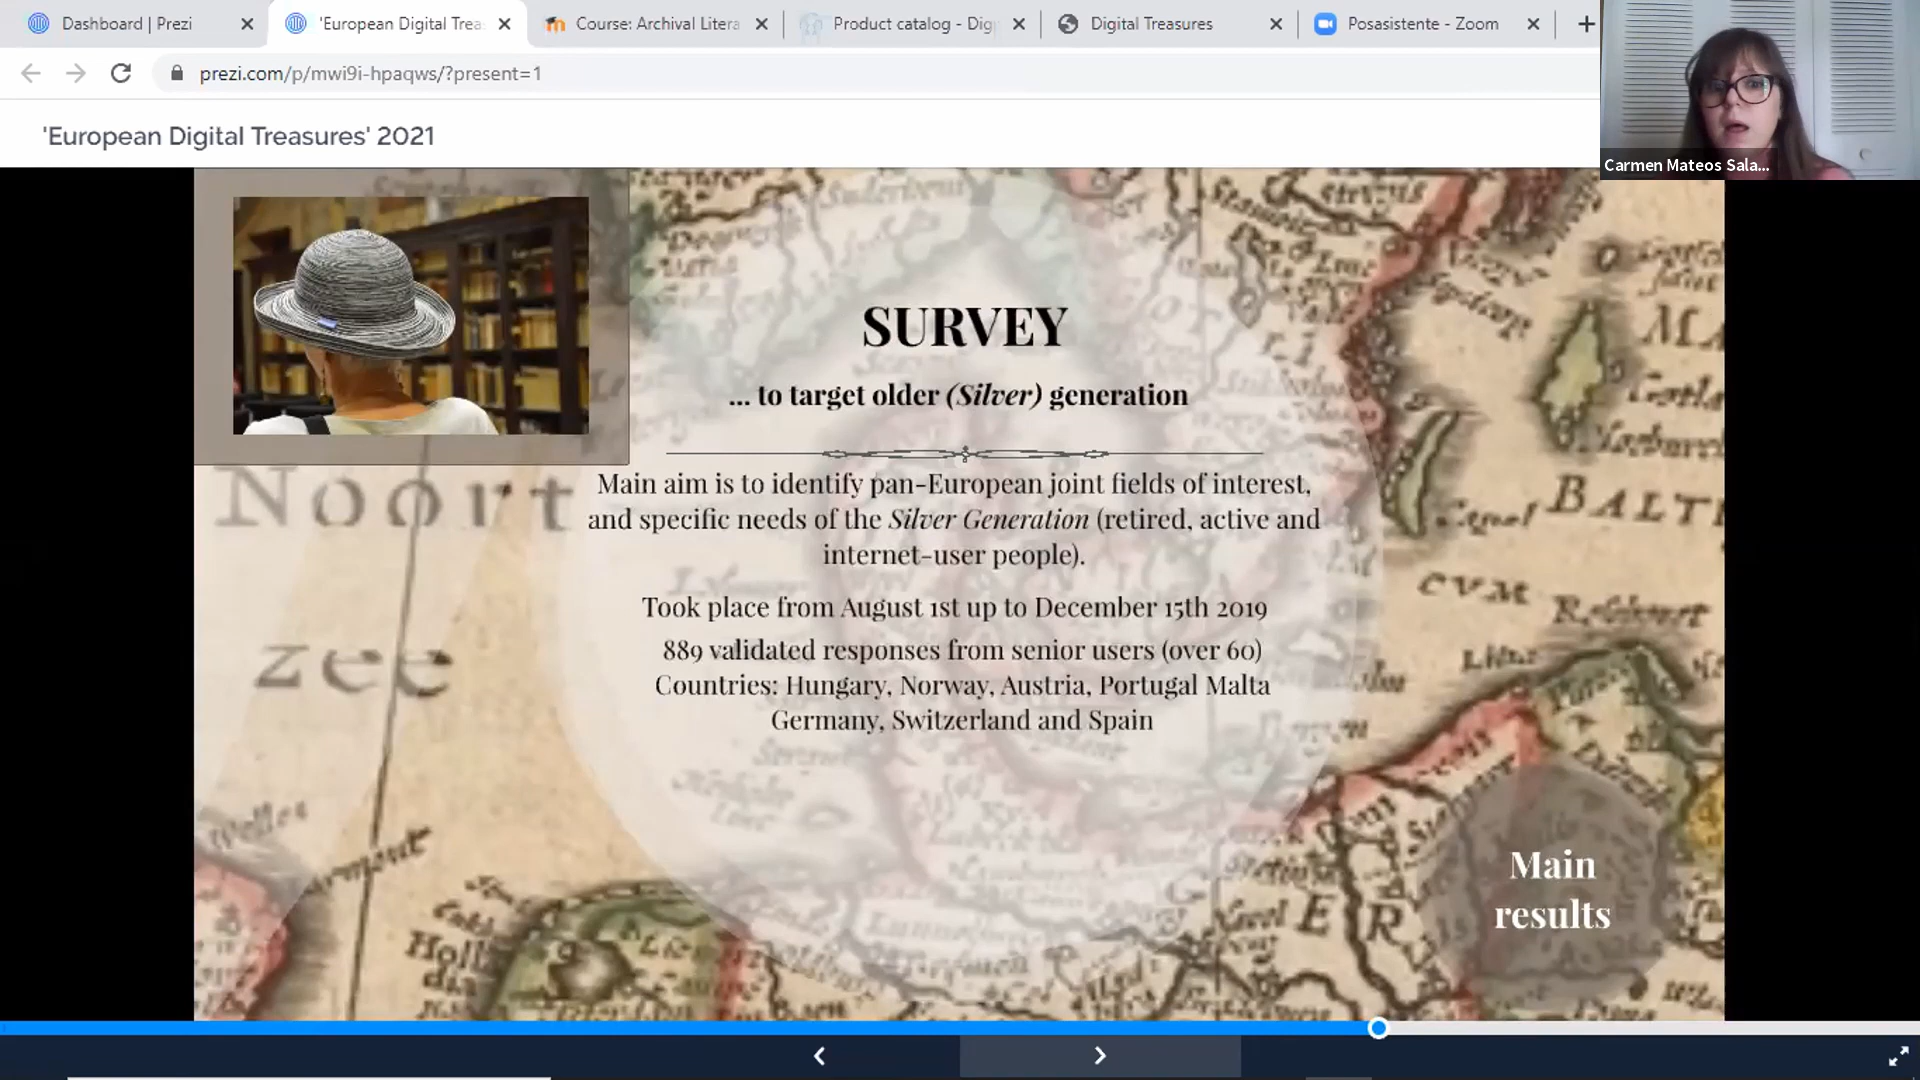 Dashboard | Prezi
'European Digital Trea
Course: Archival Litera
Product catalog - Dig
Digital Treasures
Posasistente - Zoom
prezi.com/p/mwi9i-hpaqws/?present=1
'European Digital Treasures' 2021
Carmen Mateos Sala...
SURVEY
... to target older (Silver) generation
Main aim is to identify pan-European joint fields of interest,
and specific needs of the Silver Generation (retired, active and
internet-user people).
Took place from August 1st up to December 15th 2019
889 validated responses from senior users (over 60)
Countries: Hungary, Norway, Austria, Portugal Malta
Germany, Switzerland and Spain
Noort
zee
BALT
CVM
Main
results